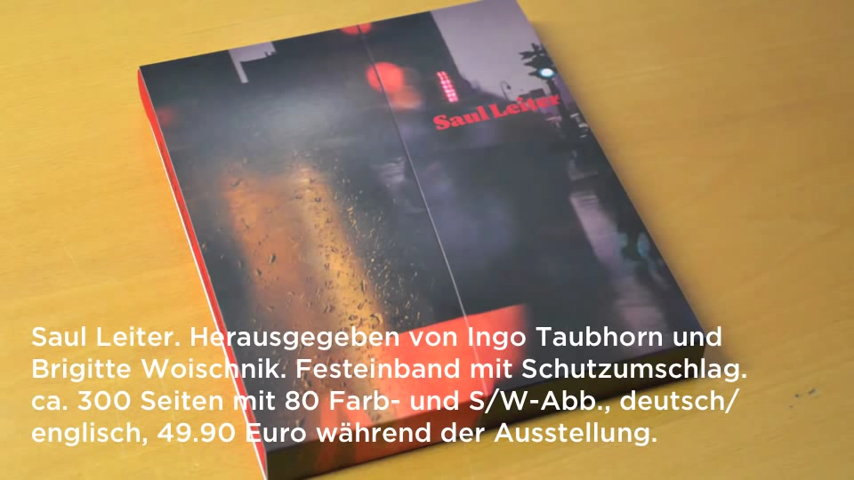 Saul Leiter
Saul Leiter. Herausgegeben von Ingo Taubhorn und
Brigitte Woischnik. Festeinband mit Schutzumschlag.
ca. 300 Seiten mit 80 Farb- und S/W-Abb., deutsch/
englisch, 49.90 Euro während der Ausstellung.